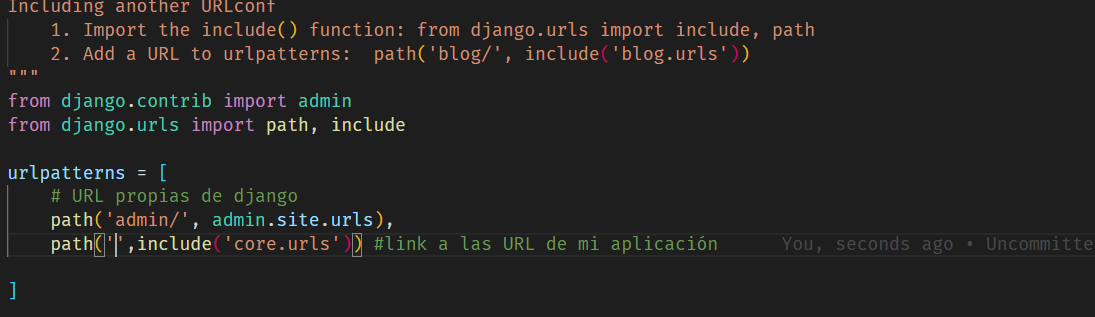 Including another URLconf
    1. Import the include() function: from django.urls import include, path
    2. Add a URL to urlpatterns:  path('blog/', include('blog.urls'))
"""
from django.contrib import admin
from django.urls import path, include
urlpatterns = [
    # URL propias de django
    path('admin/', admin.site.urls),
    path('',include('core.urls')) #link a las URL de mi aplicación      You, seconds ago • Uncommitte
]